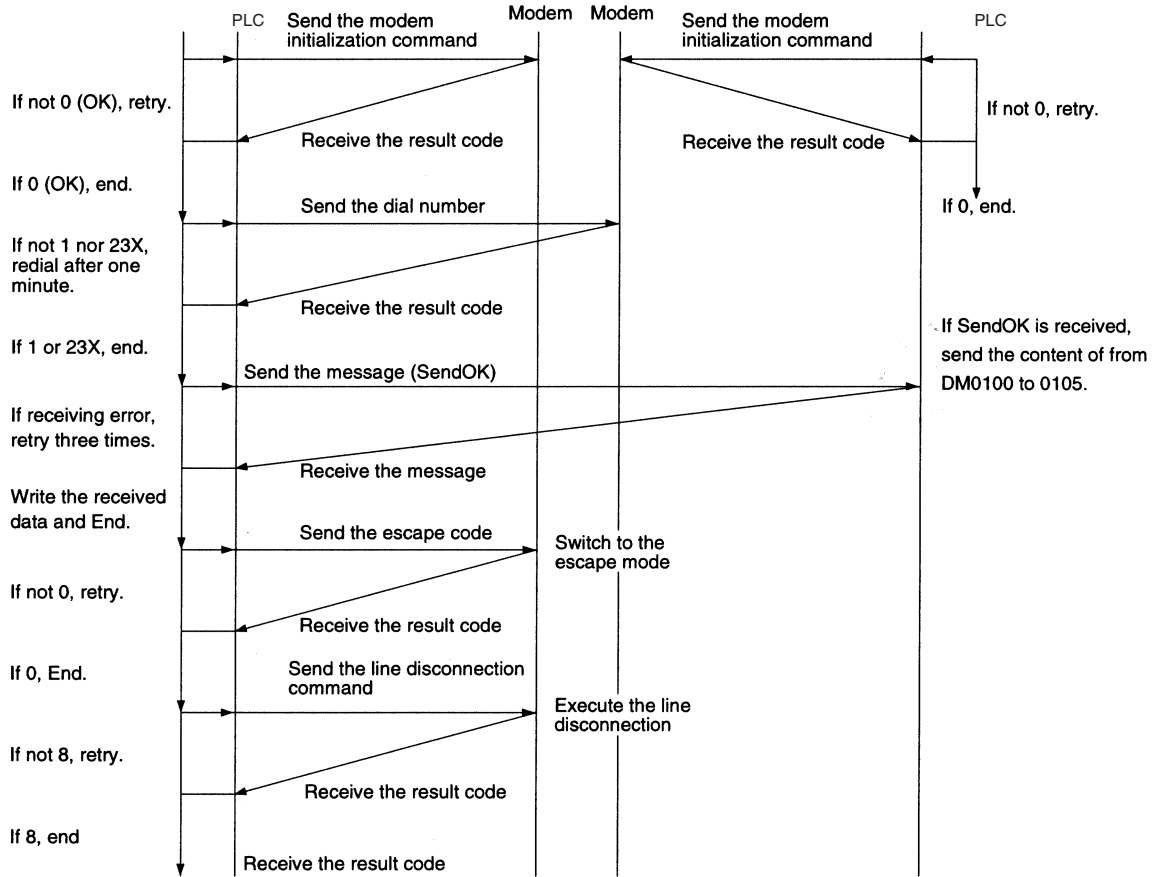 PLC
Send the modem
initialization command
Modem
Modem
Send the modem
initialization command
PLC
If not 0 (OK), retry.
If not 0, retry.
Receive the result code
Receive the result code
If 0 (OK), end.
Send the dial number
If 0, end.
If not 1 nor 23X,
redial after one
minute.
Receive the result code
If SendOK is received,
send the content of from
DM0100 to 0105.
If 1 or 23X, end.
Send the message (SendOK)
If receiving error,
retry three times.
Receive the message
Write the received
data and End.
Send the escape code
Switch to the
escape mode
If not 0, retry.
Receive the result code
If 0, End.
Send the line disconnection
command
Execute the line
disconnection
If not 8, retry.
Receive the result code
If 8, end
Receive the result code